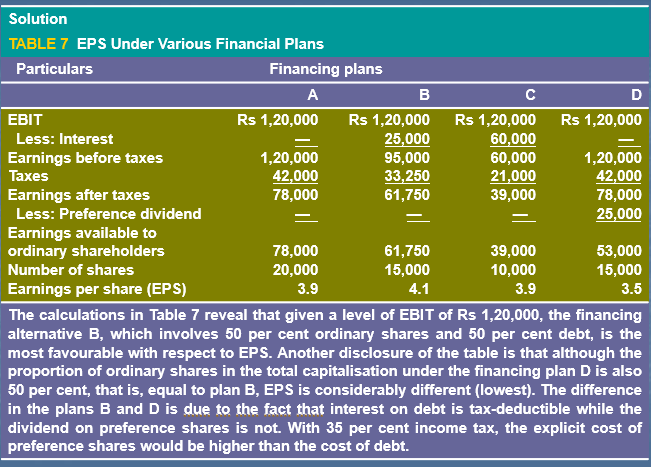 Solution
TABLE 7 EPS Under Various Financial Plans
Particulars Financing plans
A B C D
EBIT Rs 1,20,000 Rs 1,20,000 Rs 1,20,000 Rs 1,20,000
Less: Interest — 25,000 60,000 —
Earnings before taxes 1,20,000 95,000 60,000 1,20,000
Taxes 42,000 33,250 21,000 42,000
Earnings after taxes 78,000 61,750 39,000 78,000
Less: Preference dividend — — — 25,000
Earnings available to
ordinary shareholders 78,000 61,750 39,000 53,000
Number of shares 20,000 15,000 10,000 15,000
Earnings per share (EPS) 3.9 4.1 3.9 3.5
The calculations in Table 7 reveal that given a level of EBIT of Rs 1,20,000, the financing
alternative B, which involves 50 per cent ordinary shares and 50 per cent debt, is the
most favourable with respect to EPS. Another disclosure of the table is that although the
proportion of ordinary shares in the total capitalisation under the financing plan D is also
50 per cent, that is, equal to plan B, EPS is considerably different (lowest). The difference
in the plans B and D is due to the fact that interest on debt is tax-deductible while the
dividend on preference shares is not. With 35 per cent income tax, the explicit cost of
preference shares would be higher than the cost of debt.